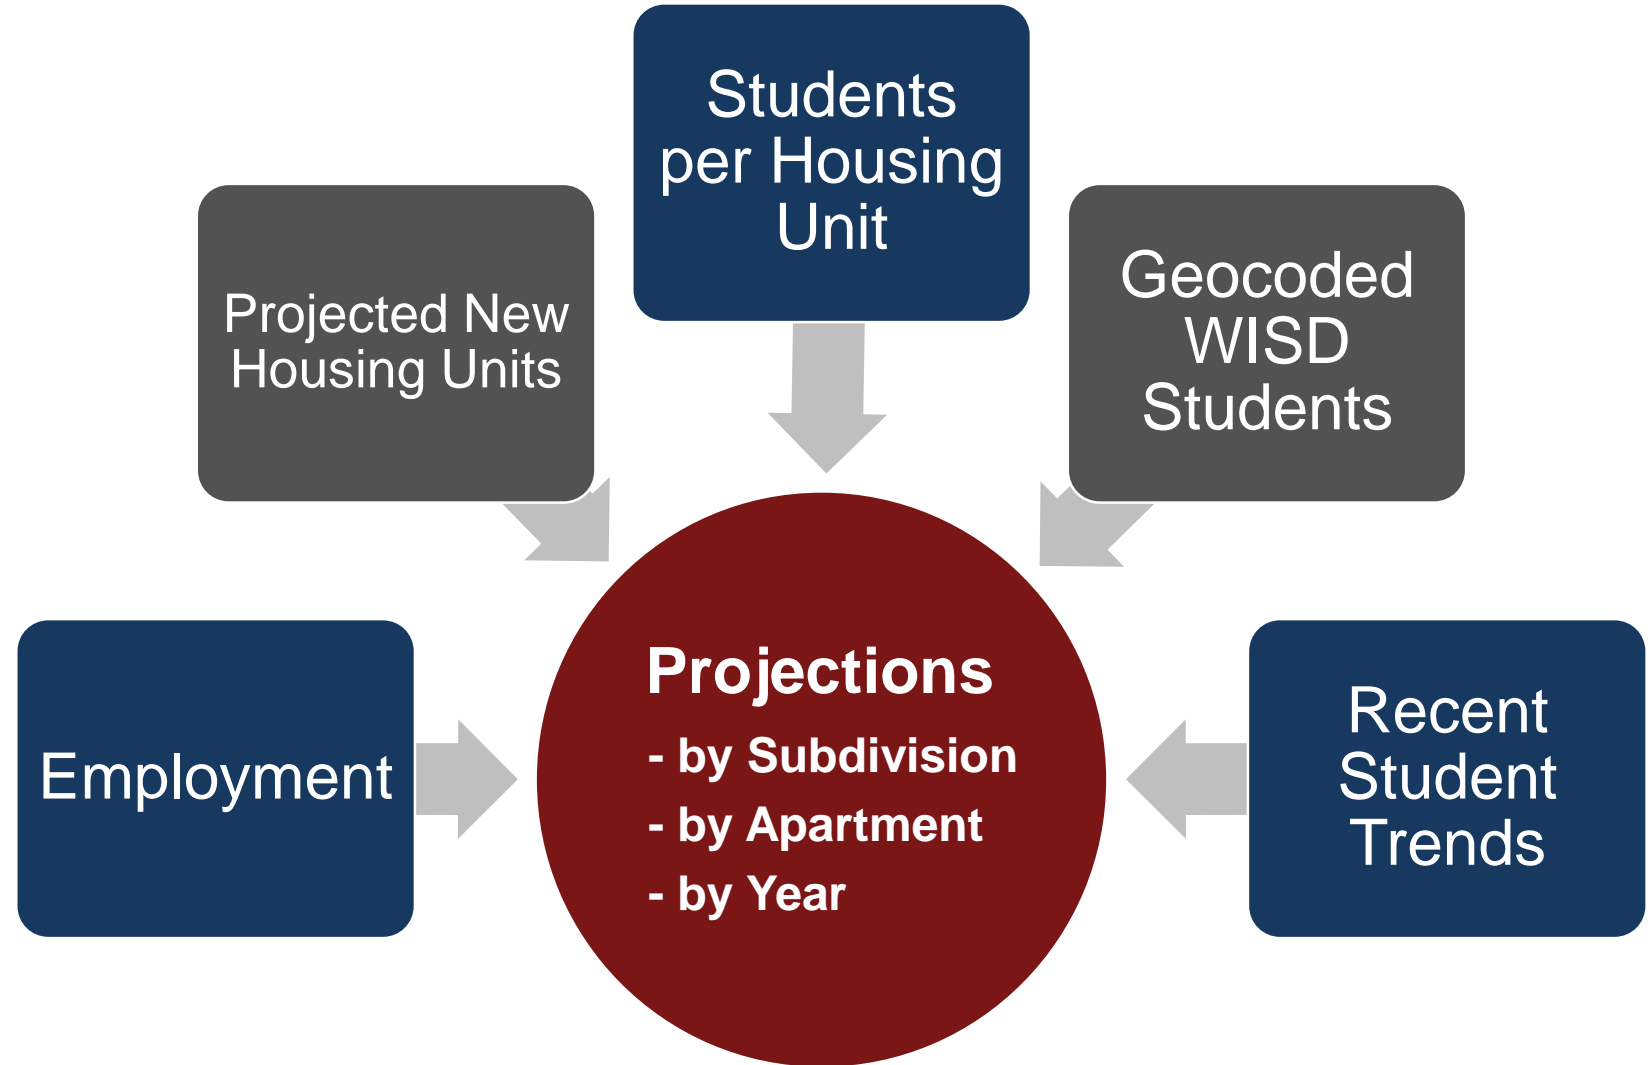 Students
per Housing
Unit
Projected New
Housing Units
Geocoded
WISD
Students
Employment
Projections
- by Subdivision
- by Apartment
- by Year
Recent
Student
Trends